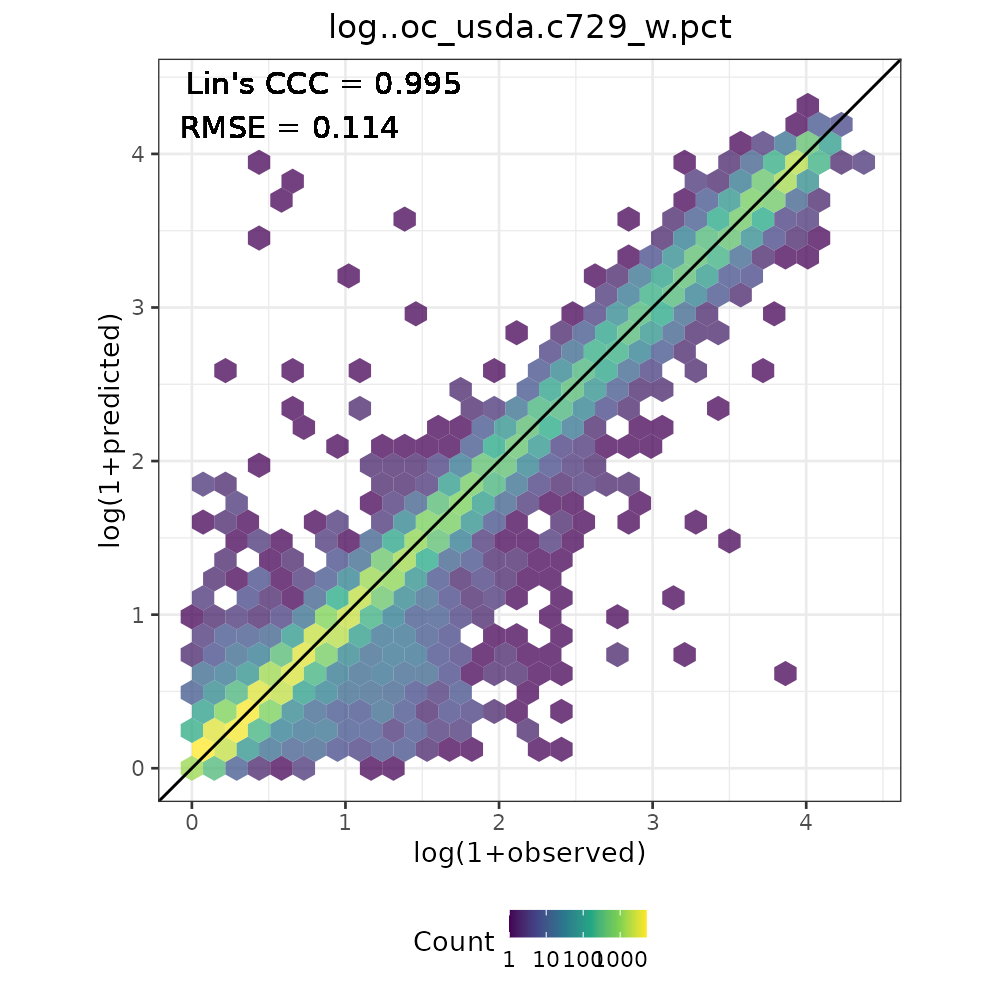 log..oc_usda.c729_w.pct
Lin's CCC = 0.995
RMSE = 0.114
log(1+predicted)
4
3
2
1
0
0 1 2 3 4
log(1+observed)
Count
1 10 100 1000